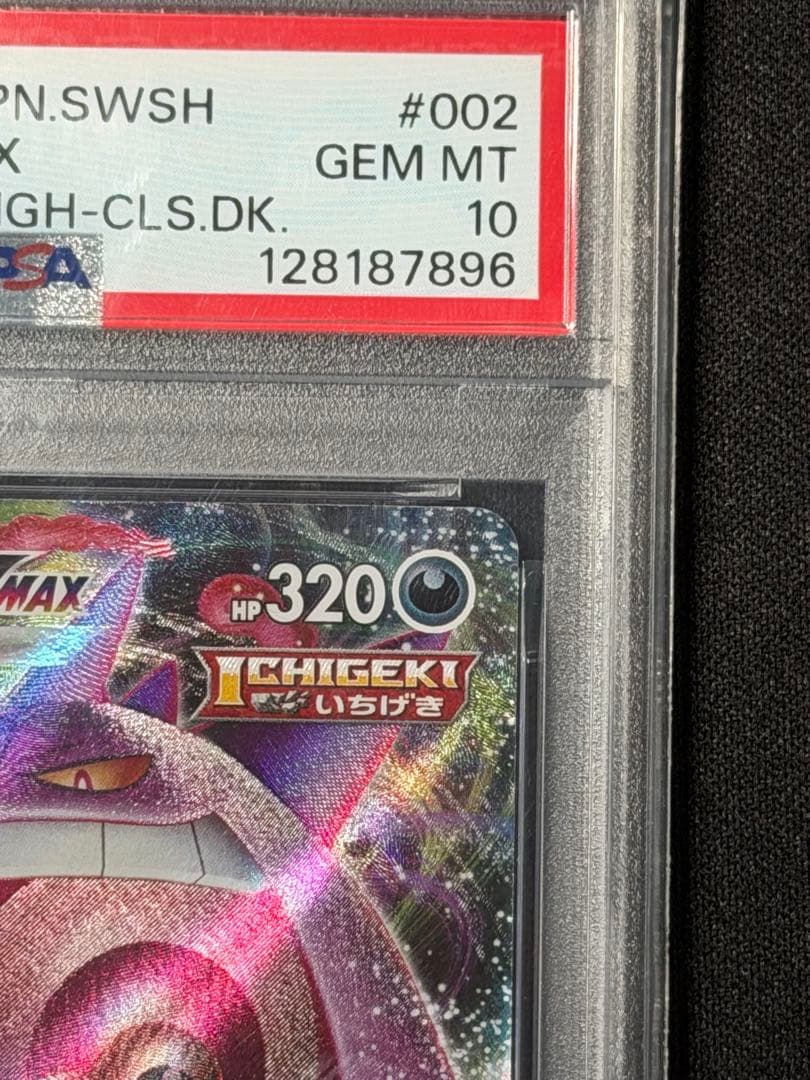 PN.SWSH #002
X GEM MT
IGH-CLS.DK. 10
PSA 128187896
MAX HP320
ICHIGEKI
いちげき